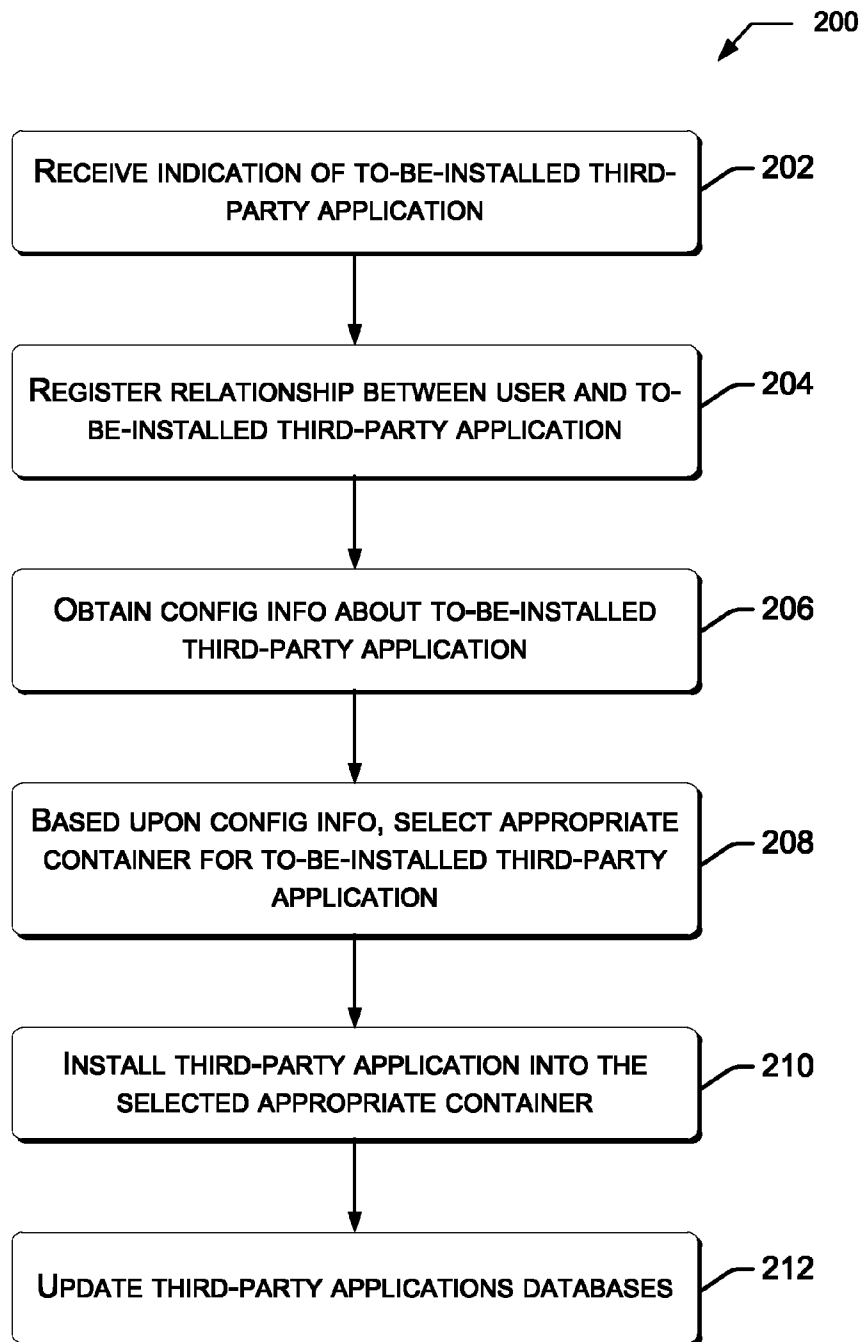 200
RECEIVE INDICATION OF TO-BE-INSTALLED THIRD-
PARTY APPLICATION
202
REGISTER RELATIONSHIP BETWEEN USER AND TO-
BE-INSTALLED THIRD-PARTY APPLICATION
204
OBTAIN CONFIG INFO ABOUT TO-BE-INSTALLED
THIRD-PARTY APPLICATION
206
BASED UPON CONFIG INFO, SELECT APPROPRIATE
CONTAINER FOR TO-BE-INSTALLED THIRD-PARTY
APPLICATION
208
INSTALL THIRD-PARTY APPLICATION INTO THE
SELECTED APPROPRIATE CONTAINER
210
UPDATE THIRD-PARTY APPLICATIONS DATABASES
212